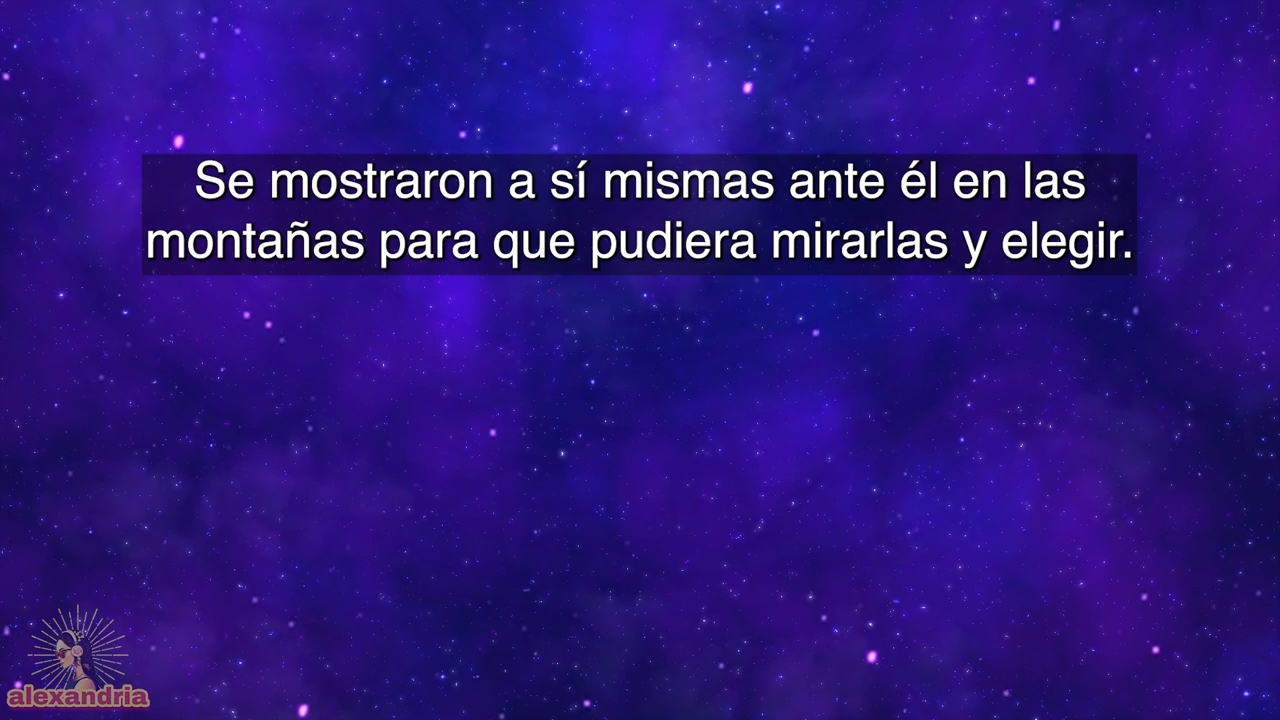 Se mostraron a sí mismas ante él en las
montañas para que pudiera mirarlas y elegir.
alexandria